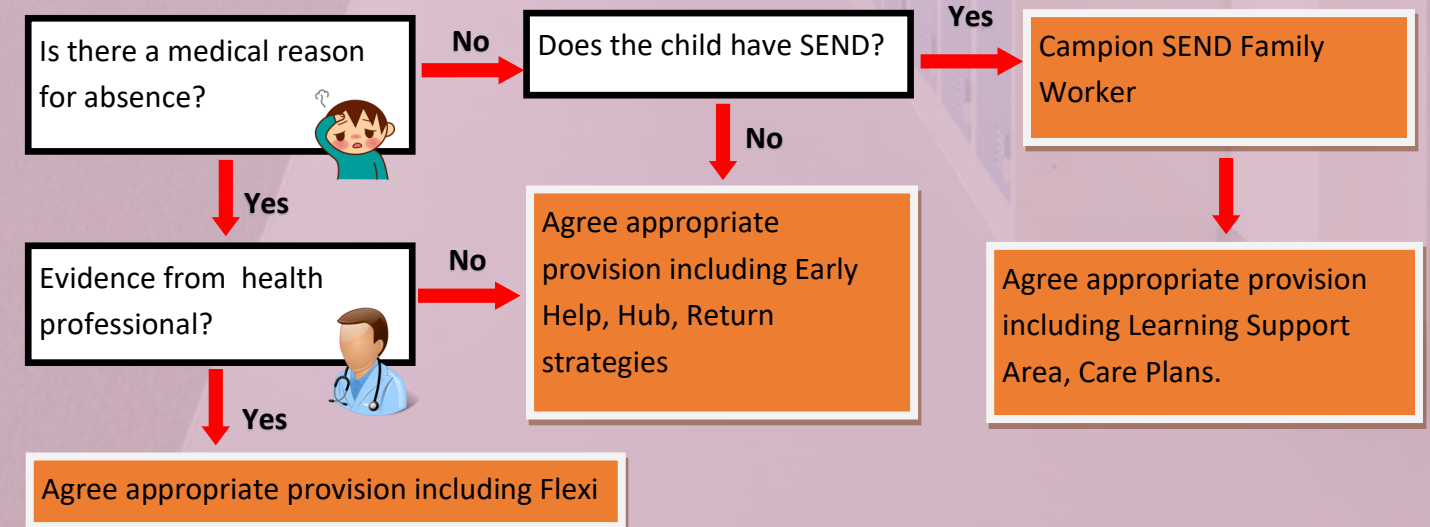 Is there a medical reason
for absence?
No
Does the child have SEND?
Yes
Campion SEND Family
Worker
No
Yes
Evidence from health
professional?
No
Agree appropriate
provision including Early
Help, Hub, Return
strategies
Agree appropriate provision
including Learning Support
Area, Care Plans.
Yes
Agree appropriate provision including Flexi